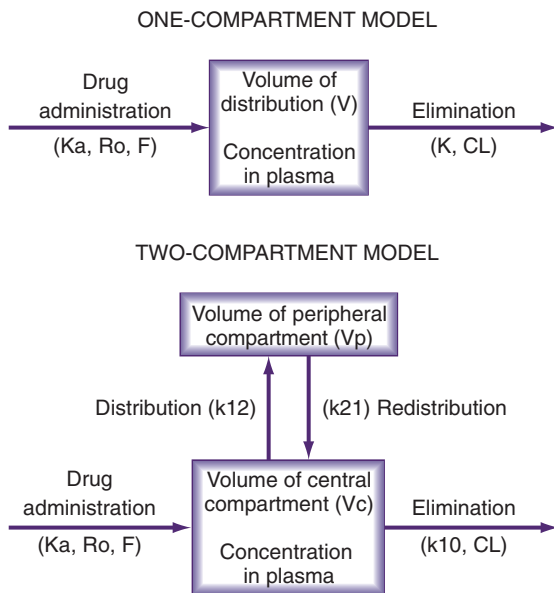 ONE-COMPARTMENT MODEL
Drug
administration
(Ka, Ro, F)
Volume of
distribution (V)
Concentration
in plasma
Elimination
(K, CL)
TWO-COMPARTMENT MODEL
Volume of peripheral
compartment (Vp)
Distribution (k12)
(k21) Redistribution
Drug
administration
(Ka, Ro, F)
Volume of central
compartment (Vc)
Concentration
in plasma
Elimination
(k10, CL)